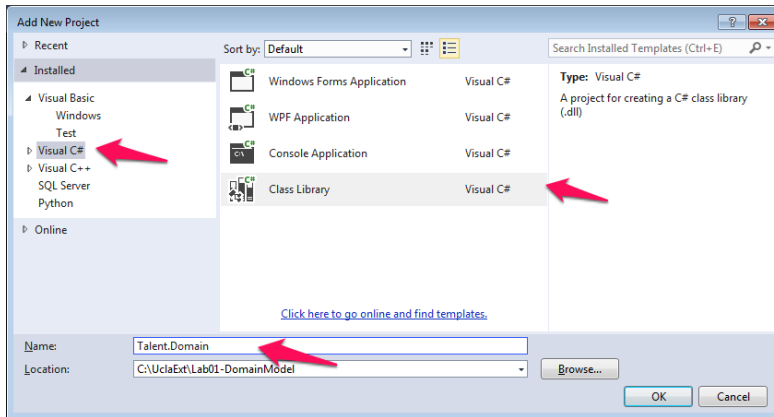 Add New Project
Recent
Installed
Visual Basic
Windows
Test
Visual C#
Visual C++
SQL Server
Python
Online
Sort by: Default
C# Windows Forms Application Visual C#
C# WPF Application Visual C#
C# C:\ Console Application Visual C#
C# Class Library Visual C#
Click here to go online and find templates.
Search Installed Templates (Ctrl+E)
Type: Visual C#
A project for creating a C# class library
(.dll)
Name: Talent.Domain
Location: C:\UclaExt\Lab01-DomainModel Browse...
OK Cancel